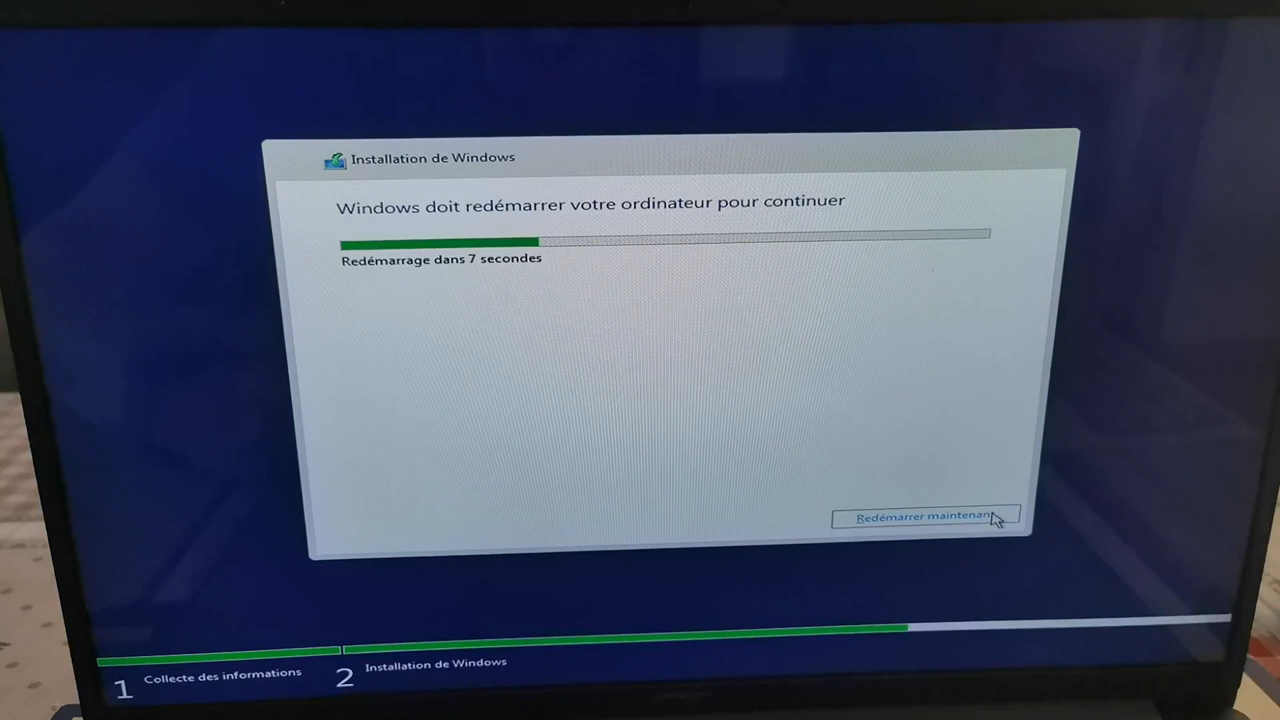 Installation de Windows
Windows doit redémarrer votre ordinateur pour continuer
Redémarrage dans 7 secondes
Redémarrer maintenant
1 Collecte des informations
2 Installation de Windows